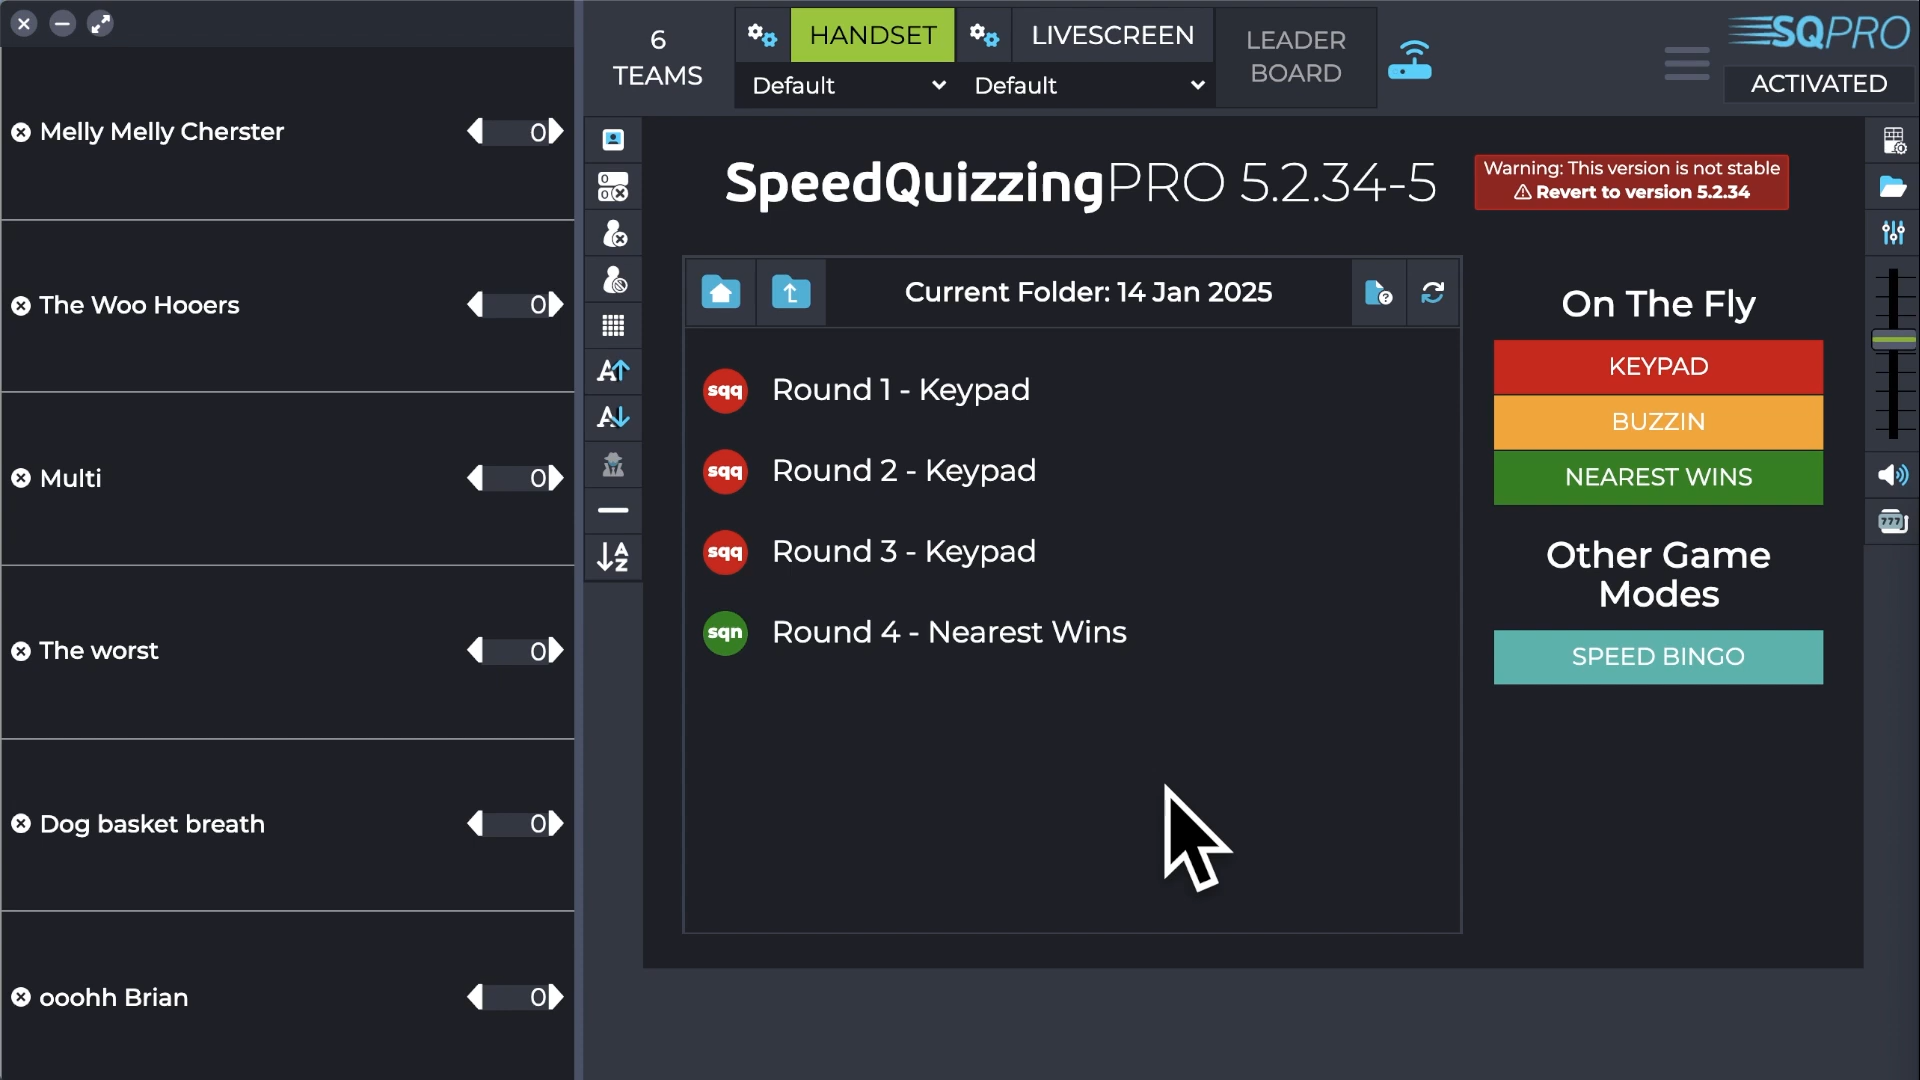 6
TEAMS
HANDSET
LIVESCREEN
Default
Default
LEADER
BOARD
SQPRO
ACTIVATED
Melly Melly Cherster
0
The Woo Hooers
0
Multi
0
The worst
0
Dog basket breath
0
ooohh Brian
0
SpeedQuizzingPRO 5.2.34-5
Warning: This version is not stable
⚠ Revert to version 5.2.34
Current Folder: 14 Jan 2025
sqq Round 1 - Keypad
sqq Round 2 - Keypad
sqq Round 3 - Keypad
sqn Round 4 - Nearest Wins
On The Fly
KEYPAD
BUZZIN
NEAREST WINS
Other Game
Modes
SPEED BINGO
777